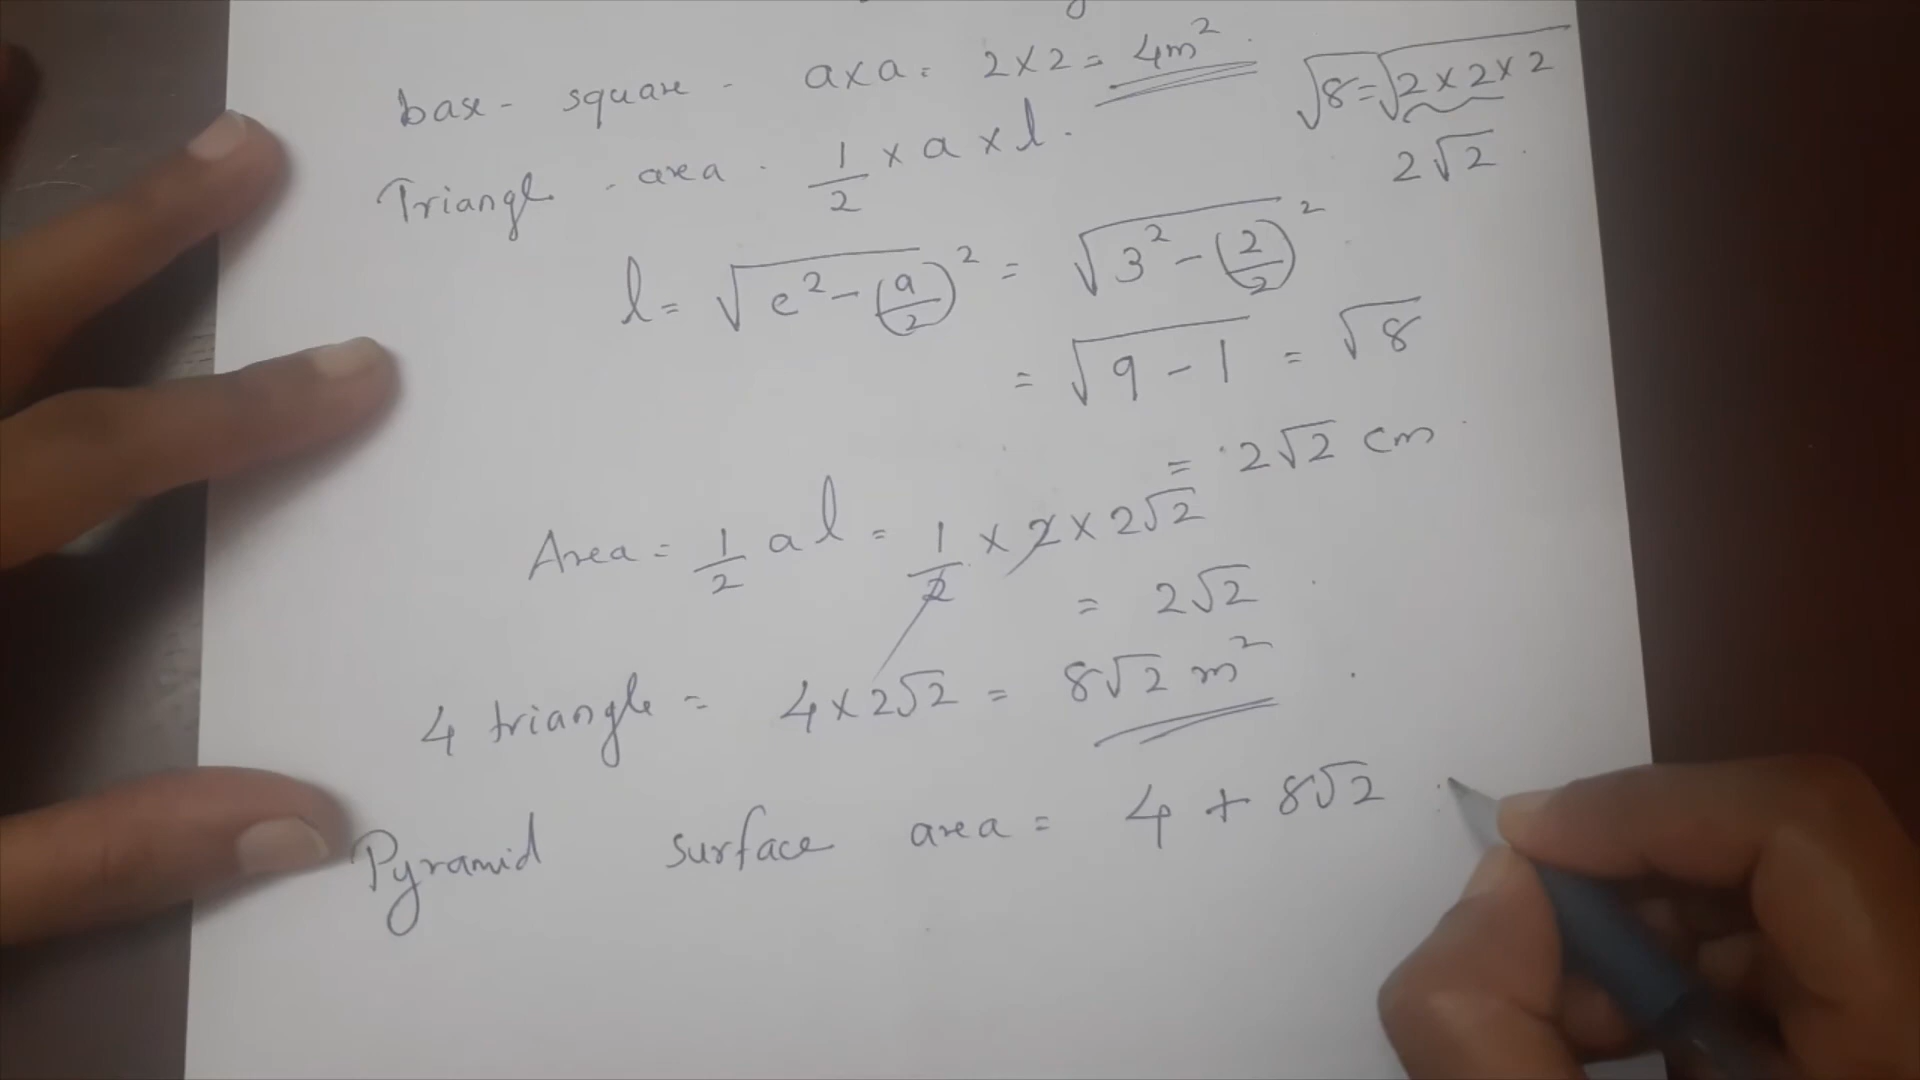 base - square - a x a = 2 x 2 = 4m²
√8 = √2 x 2 x 2
2√2
Triangl - area - 1/2 x a x l.
l = √e² - (a/2)² = √3² - (2/2)²
= √9 - 1 = √8
= 2√2 cm
Area = 1/2 a l = 1/2 x 2 x 2√2
= 2√2
4 triangle = 4 x 2√2 = 8√2 m²
Pyramid surface area = 4 + 8√2